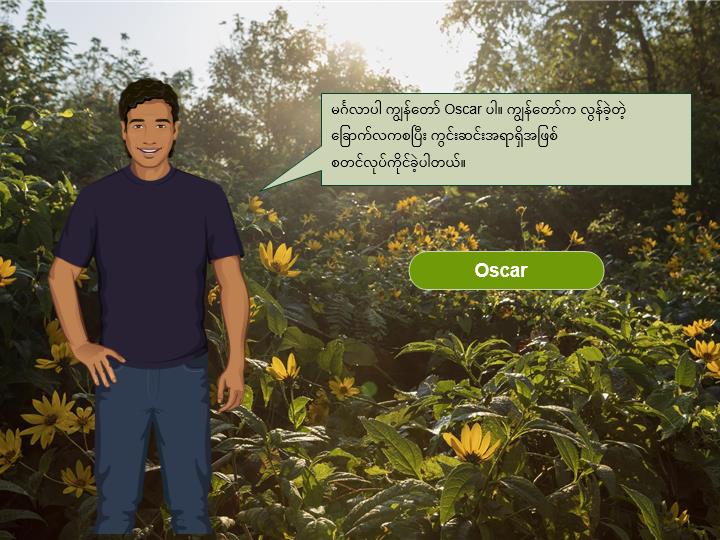 မင်္ဂလာပါ ကျွန်တော် Oscar ပါ။ ကျွန်တော်က လွန်ခဲ့တဲ့
ခြောက်လကစပြီး ကွင်းဆင်းအရာရှိအဖြစ်
စတင်လုပ်ကိုင်ခဲ့ပါတယ်။
Oscar